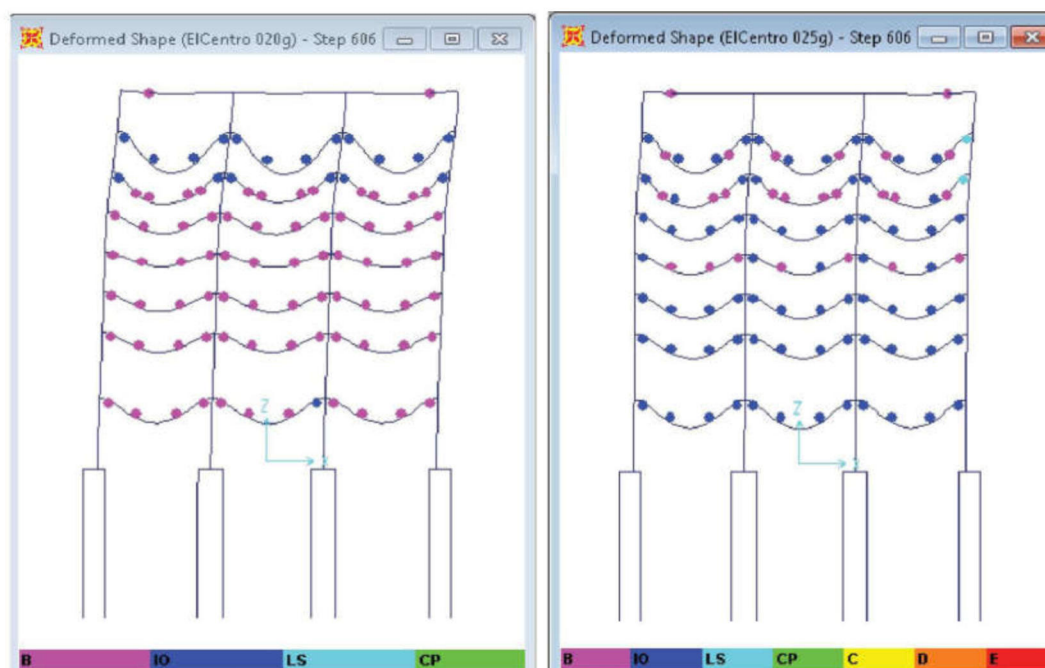 Deformed Shape (ElCentro 020g) - Step 606
Z
X
B IO LS CP
Deformed Shape (ElCentro 025g) - Step 606
Z
X
B IO LS CP C D E